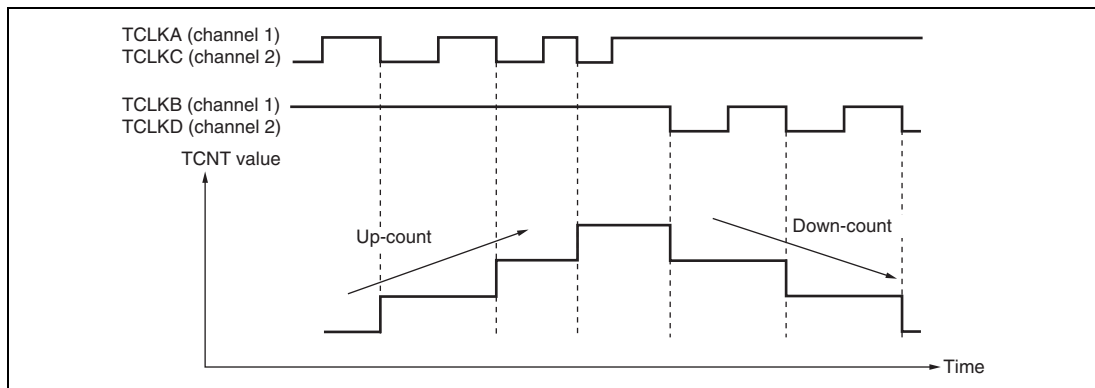 TCLKA (channel 1)
TCLKC (channel 2)
TCLKB (channel 1)
TCLKD (channel 2)
TCNT value
Up-count
Down-count
Time